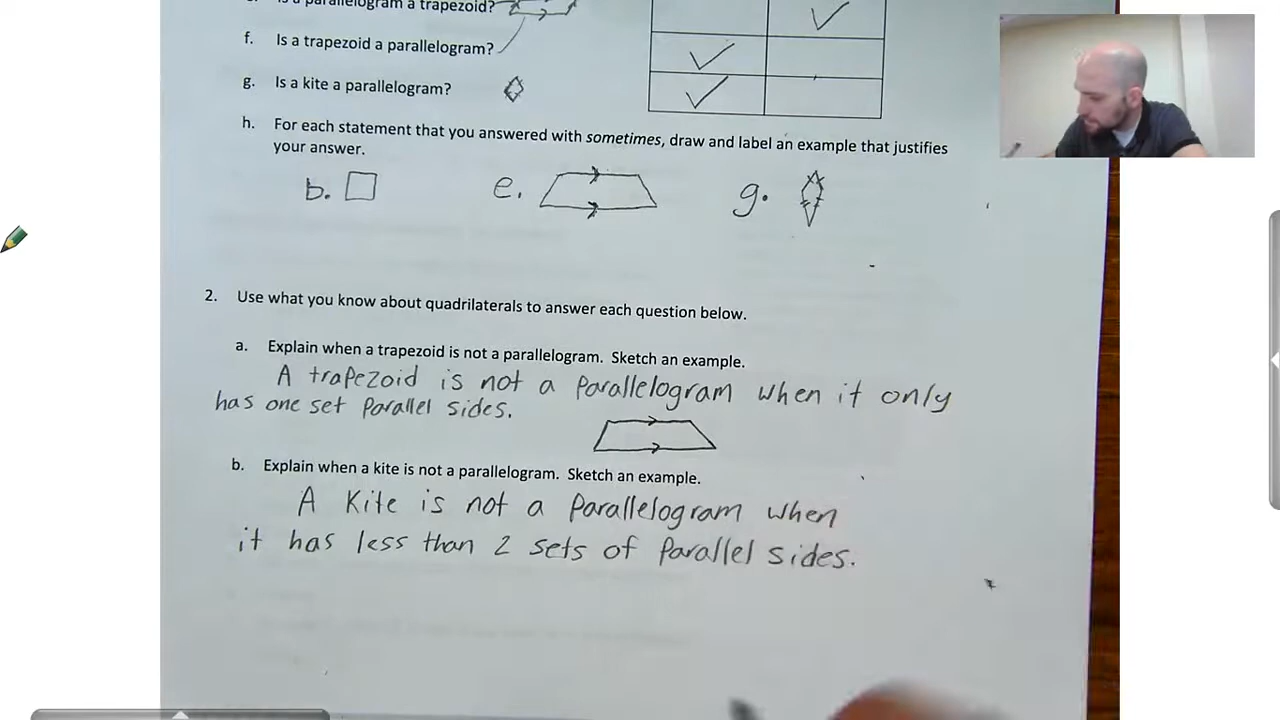 Is a parallelogram a trapezoid?
f. Is a trapezoid a parallelogram?
g. Is a kite a parallelogram?
h. For each statement that you answered with sometimes, draw and label an example that justifies
your answer.
b. e. g.
2. Use what you know about quadrilaterals to answer each question below.
a. Explain when a trapezoid is not a parallelogram. Sketch an example.
A trapezoid is not a parallelogram when it only
has one set parallel sides.
b. Explain when a kite is not a parallelogram. Sketch an example.
A Kite is not a parallelogram when
it has less than 2 sets of parallel sides.